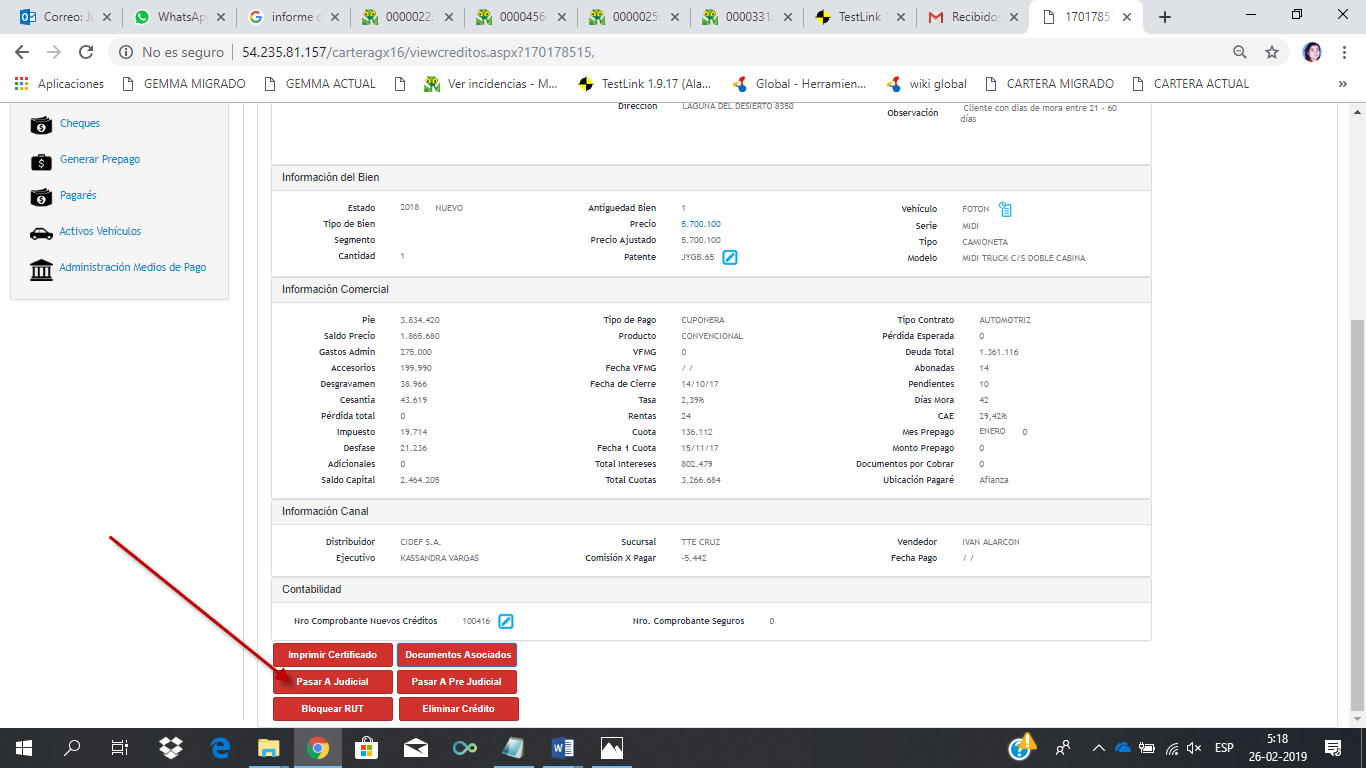 Correo: J
WhatsAp
informe d
0000022
0000456
0000025
0000331
TestLink 1
Recibidos
1701785
No es seguro | 54.235.81.157/carteragx16/viewcreditos.aspx?170178515,
Aplicaciones GEMMA MIGRADO GEMMA ACTUAL Ver incidencias - M... TestLink 1.9.17 (Ala... Global - Herramien... wiki global CARTERA MIGRADO CARTERA ACTUAL »
Cheques
Generar Prepago
Pagarés
Activos Vehículos
Administración Medios de Pago
Dirección LAGUNA DEL DESIERTO 8350 Observación Cliente con dias de mora entre 21 - 60
días
Información del Bien
Estado 2018 NUEVO Antiguedad Bien 1 Vehículo FOTON
Tipo de Bien Precio 5.700.100 Serie MIDI
Segmento Precio Ajustado 5.700.100 Tipo CAMIONETA
Cantidad 1 Patente JYGB.65 Modelo MIDI TRUCK C/S DOBLE CABINA
Información Comercial
Pie 3.834.420 Tipo de Pago CUPONERA Tipo Contrato AUTOMOTRIZ
Saldo Precio 1.865.680 Producto CONVENCIONAL Pérdida Esperada 0
Gastos Admin 275.000 VFMG 0 Deuda Total 1.361.116
Accesorios 199.990 Fecha VFMG / / Abonadas 14
Desgravamen 38.966 Fecha de Cierre 14/10/17 Pendientes 10
Cesantia 43.619 Tasa 2,39% Días Mora 42
Pérdida total 0 Rentas 24 CAE 29,42%
Impuesto 19.714 Cuota 136.112 Mes Prepago ENERO 0
Desfase 21.236 Fecha 1 Cuota 15/11/17 Monto Prepago 0
Adicionales 0 Total Intereses 802.479 Documentos por Cobrar 0
Saldo Capital 2.464.205 Total Cuotas 3.266.684 Ubicación Pagaré Afianza
Información Canal
Distribuidor CIDEF S.A. Sucursal TTE CRUZ Vendedor IVAN ALARCON
Ejecutivo KASSANDRA VARGAS Comisión X Pagar -5.442 Fecha Pago / /
Contabilidad
Nro Comprobante Nuevos Créditos 100416 Nro. Comprobante Seguros 0
Imprimir Certificado Documentos Asociados
Pasar A Judicial Pasar A Pre Judicial
Bloquear RUT Eliminar Crédito
ESP
5:18
26-02-2019